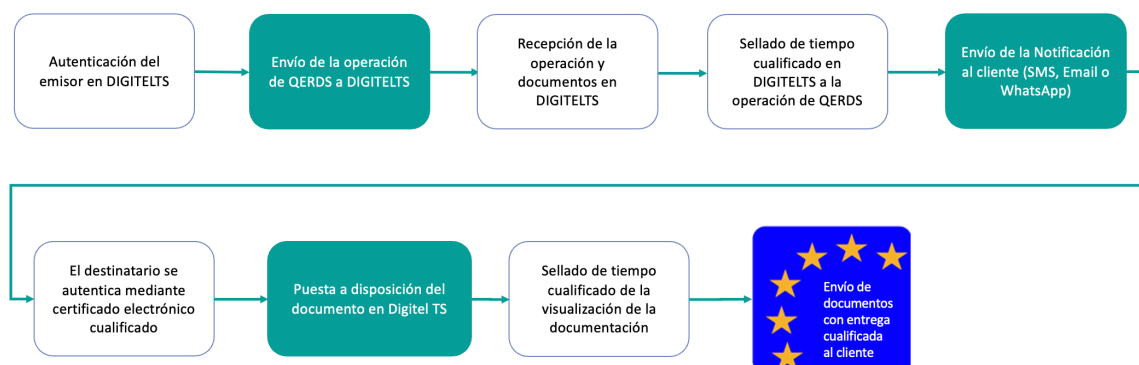 Autenticación del
emisor en DIGITELTS
Envío de la operación
de QERDS a DIGITELTS
Recepción de la
operación y
documentos en
DIGITELTS
Sellado de tiempo
cualificado en
DIGITELTS a la
operación de QERDS
Envío de la Notificación
al cliente (SMS, Email o
WhatsApp)
El destinatario se
autentica mediante
certificado electrónico
cualificado
Puesta a disposición del
documento en Digitel TS
Sellado de tiempo
cualificado de la
visualización de la
documentación
Envío de
documentos
con entrega
cualificada
al cliente